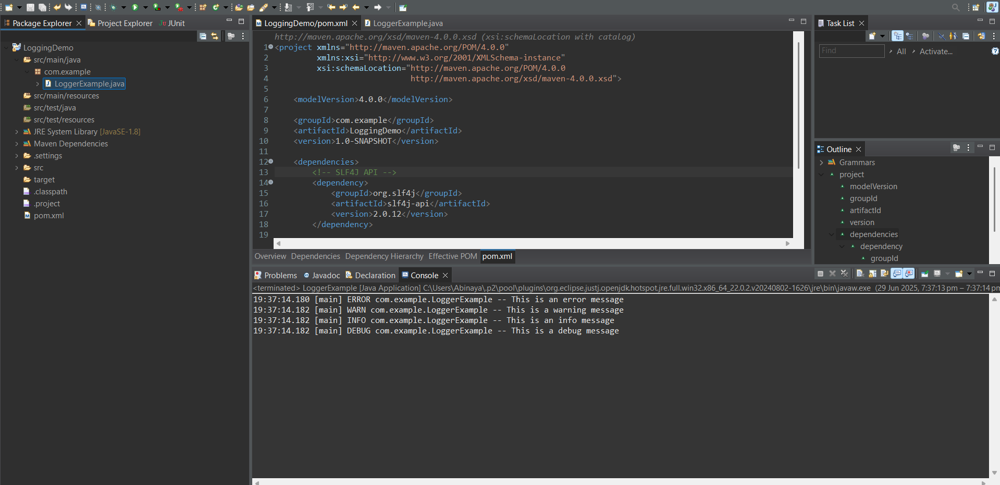 Package Explorer
Project Explorer
JUnit
LoggingDemo
src/main/java
com.example
LoggerExample.java
src/main/resources
src/test/java
src/test/resources
JRE System Library [JavaSE-1.8]
Maven Dependencies
.settings
src
target
.classpath
.project
pom.xml
LoggingDemo/pom.xml
LoggerExample.java
http://maven.apache.org/xsd/maven-4.0.0.xsd (xsi:schemaLocation with catalog)
1 <project xmlns="http://maven.apache.org/POM/4.0.0"
2 xmlns:xsi="http://www.w3.org/2001/XMLSchema-instance"
3 xsi:schemaLocation="http://maven.apache.org/POM/4.0.0
4 http://maven.apache.org/xsd/maven-4.0.0.xsd">
5
6 <modelVersion>4.0.0</modelVersion>
7
8 <groupId>com.example</groupId>
9 <artifactId>LoggingDemo</artifactId>
10 <version>1.0-SNAPSHOT</version>
11
12 <dependencies>
13 <!-- SLF4J API -->
14 <dependency>
15 <groupId>org.slf4j</groupId>
16 <artifactId>slf4j-api</artifactId>
17 <version>2.0.12</version>
18 </dependency>
19
Overview Dependencies Dependency Hierarchy Effective POM pom.xml
Task List
Find
All
Activate...
Outline
Grammars
project
modelVersion
groupId
artifactId
version
dependencies
dependency
groupId
Problems Javadoc Declaration Console
<terminated> LoggerExample [Java Application] C:\Users\Abinaya\.p2\pool\plugins\org.eclipse.justj.openjdk.hotspot.jre.full.win32.x86_64_22.0.2.v20240802-1626\jre\bin\javaw.exe (29 Jun 2025, 7:37:13 pm – 7:37:14 pm
19:37:14.180 [main] ERROR com.example.LoggerExample -- This is an error message
19:37:14.182 [main] WARN com.example.LoggerExample -- This is a warning message
19:37:14.182 [main] INFO com.example.LoggerExample -- This is an info message
19:37:14.182 [main] DEBUG com.example.LoggerExample -- This is a debug message